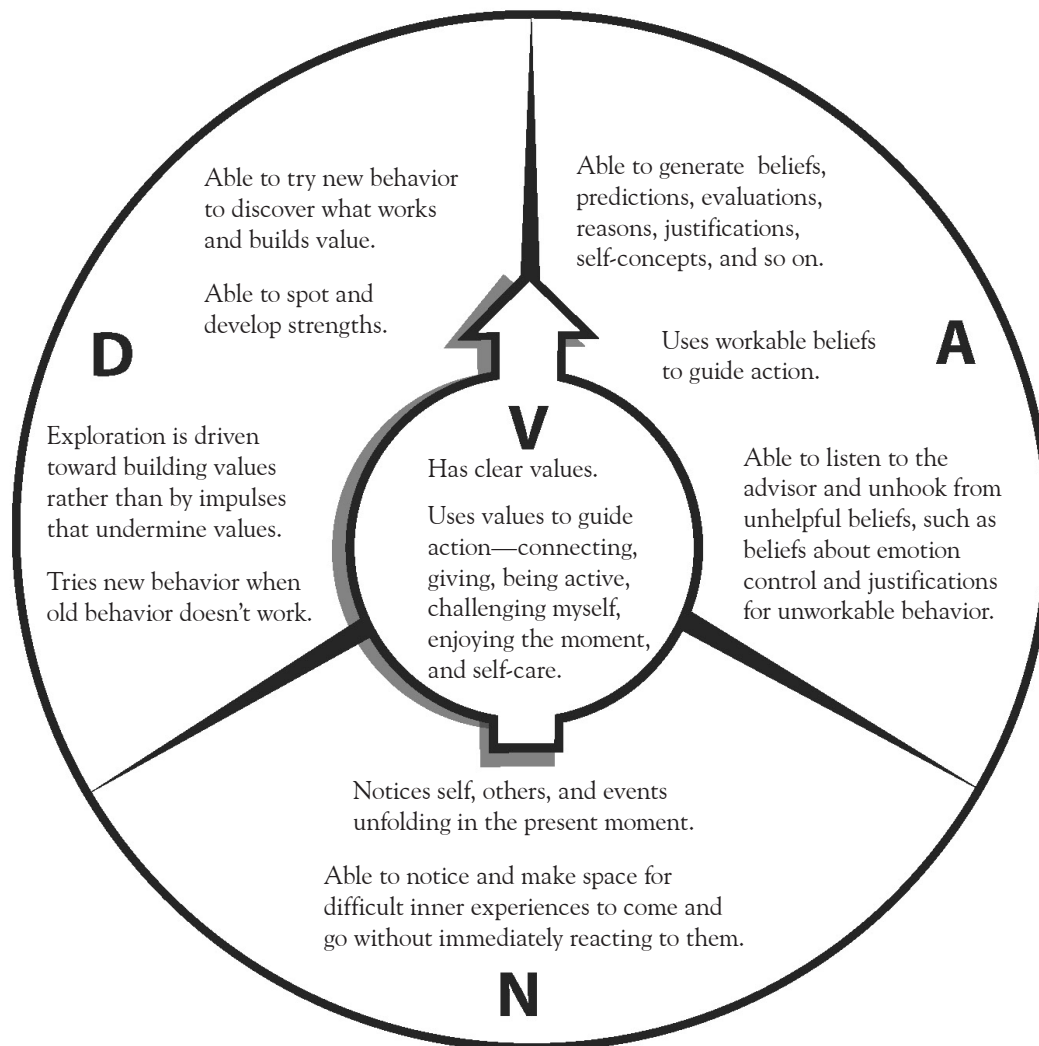 Able to try new behavior
to discover what works
and builds value.
Able to spot and
develop strengths.
D
Exploration is driven
toward building values
rather than by impulses
that undermine values.
Tries new behavior when
old behavior doesn't work.
Able to generate beliefs,
predictions, evaluations,
reasons, justifications,
self-concepts, and so on.
Uses workable beliefs
to guide action.
A
Able to listen to the
advisor and unhook from
unhelpful beliefs, such as
beliefs about emotion
control and justifications
for unworkable behavior.
V
Has clear values.
Uses values to guide
action—connecting,
giving, being active,
challenging myself,
enjoying the moment,
and self-care.
Notices self, others, and events
unfolding in the present moment.
Able to notice and make space for
difficult inner experiences to come and
go without immediately reacting to them.
N